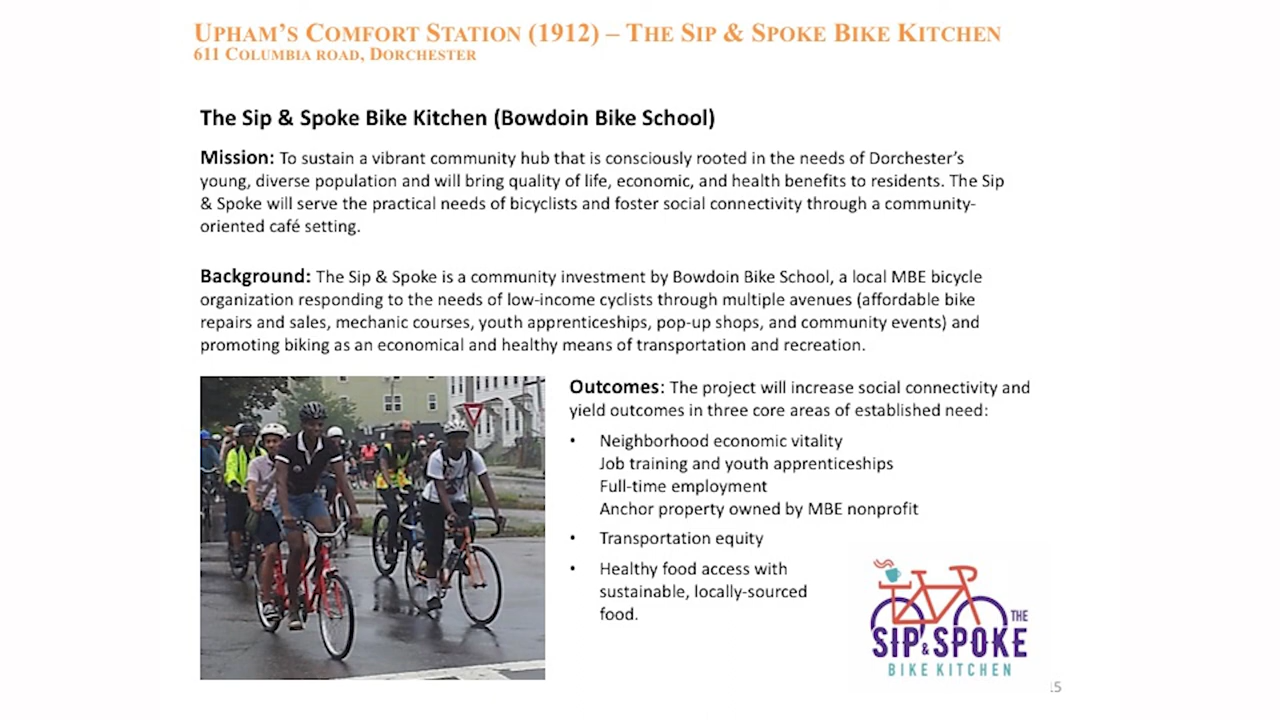 UPHAM'S COMFORT STATION (1912) – THE SIP & SPOKE BIKE KITCHEN
611 COLUMBIA ROAD, DORCHESTER
The Sip & Spoke Bike Kitchen (Bowdoin Bike School)
Mission: To sustain a vibrant community hub that is consciously rooted in the needs of Dorchester's
young, diverse population and will bring quality of life, economic, and health benefits to residents. The Sip
& Spoke will serve the practical needs of bicyclists and foster social connectivity through a community-
oriented café setting.
Background: The Sip & Spoke is a community investment by Bowdoin Bike School, a local MBE bicycle
organization responding to the needs of low-income cyclists through multiple avenues (affordable bike
repairs and sales, mechanic courses, youth apprenticeships, pop-up shops, and community events) and
promoting biking as an economical and healthy means of transportation and recreation.
Outcomes: The project will increase social connectivity and
yield outcomes in three core areas of established need:
• Neighborhood economic vitality
Job training and youth apprenticeships
Full-time employment
Anchor property owned by MBE nonprofit
• Transportation equity
• Healthy food access with
sustainable, locally-sourced
food.
THE
SIP & SPOKE
BIKE KITCHEN
15